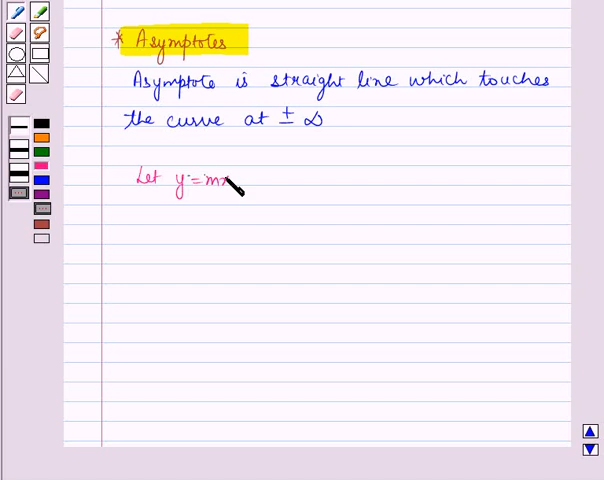 * Asymptotes
Asymptote is straight line which touches
the curve at ± ∞
Let y = mx